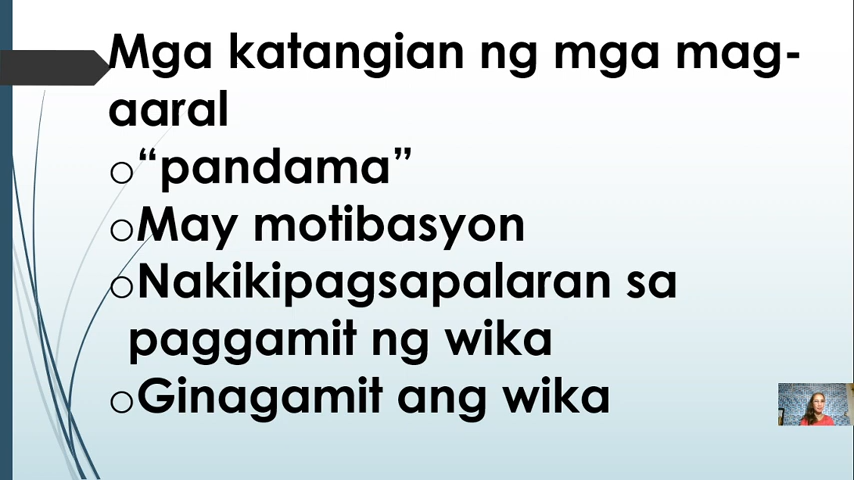 Mga katangian ng mga mag-
aaral
o“pandama”
oMay motibasyon
oNakikipagsapalaran sa
paggamit ng wika
oGinagamit ang wika